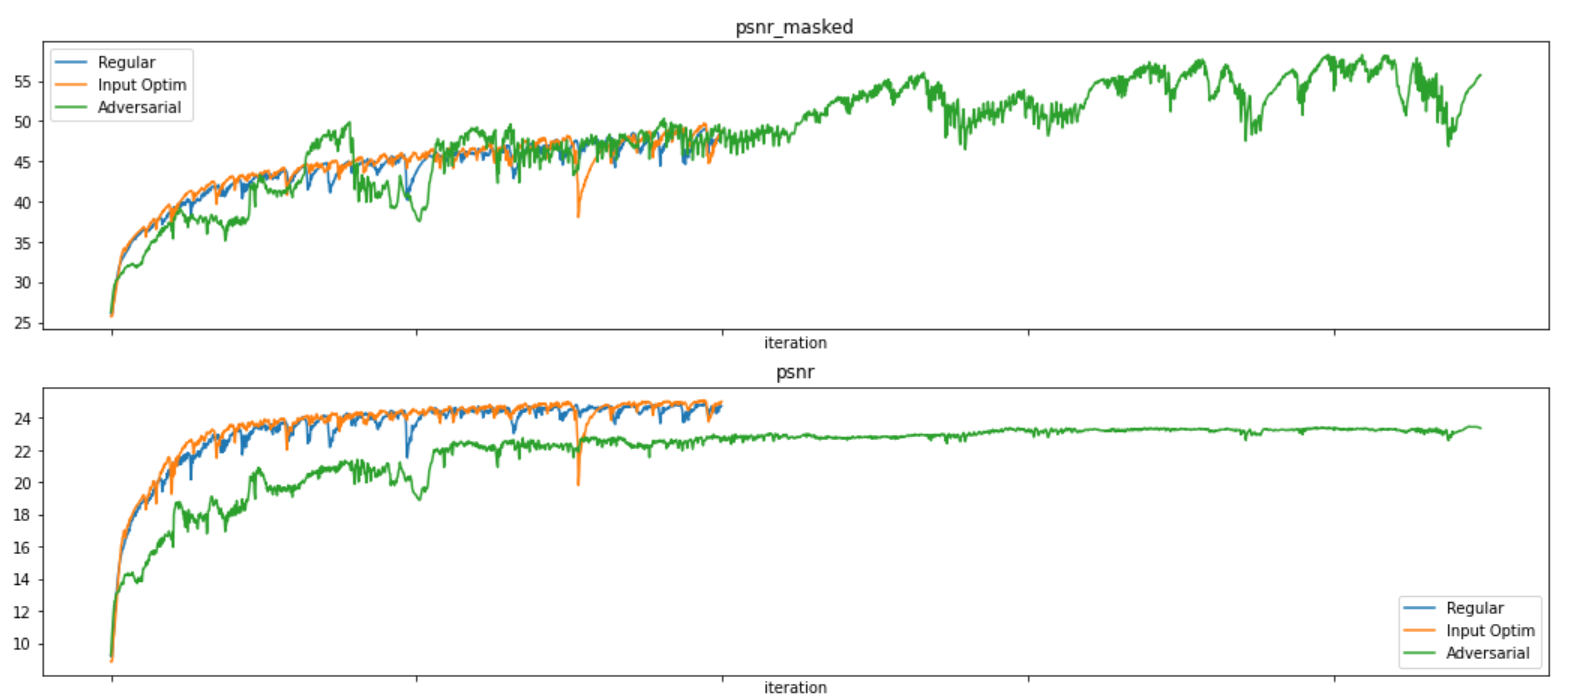 psnr_masked
Regular
Input Optim
Adversarial
55
50
45
40
35
30
25
iteration
psnr
24
22
20
18
16
14
12
10
Regular
Input Optim
Adversarial
iteration